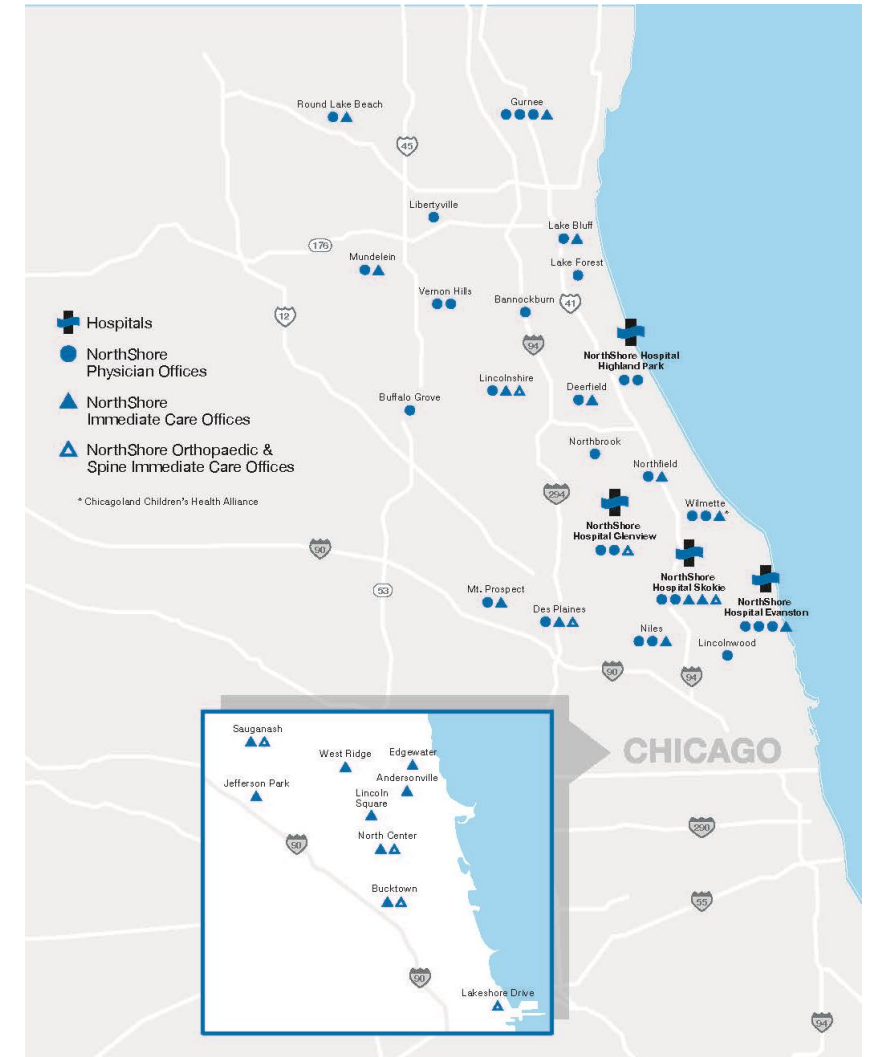 Round Lake Beach
Gurnee
45
Libertyville
Lake Bluff
176
Mundelein
Lake Forest
Vernon Hills
Bannockburn
41
12
Hospitals
94
NorthShore
Physician Offices
NorthShore Hospital
Highland Park
Lincolnshire
Deerfield
Buffalo Grove
NorthShore
Immediate Care Offices
Northbrook
NorthShore Orthopaedic &
Spine Immediate Care Offices
Northfield
294
* Chicagoland Children's Health Alliance
Wilmette
*
NorthShore
Hospital Glenview
90
NorthShore
Hospital Skokie
53
Mt. Prospect
NorthShore
Hospital Evanston
Des Plaines
Niles
Lincolnwood
90
94
CHICAGO
Sauganash
West Ridge
Edgewater
Andersonville
Jefferson Park
Lincoln
Square
North Center
90
290
Bucktown
55
90
Lakeshore Drive
94